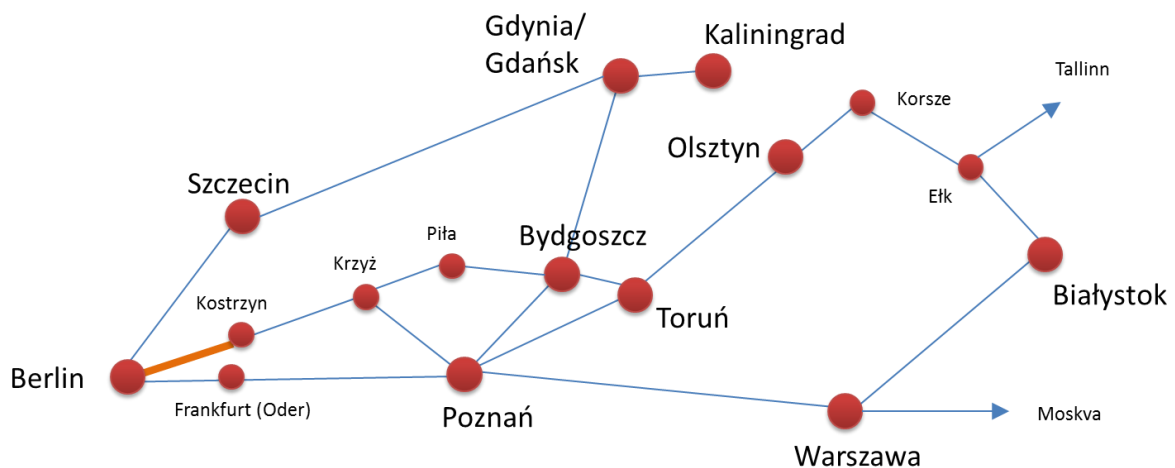 Gdynia/
Gdańsk
Kaliningrad
Tallinn
Korsze
Olsztyn
Szczecin
Ełk
Piła
Bydgoszcz
Krzyż
Białystok
Kostrzyn
Toruń
Berlin
Frankfurt (Oder)
Poznań
Moskva
Warszawa